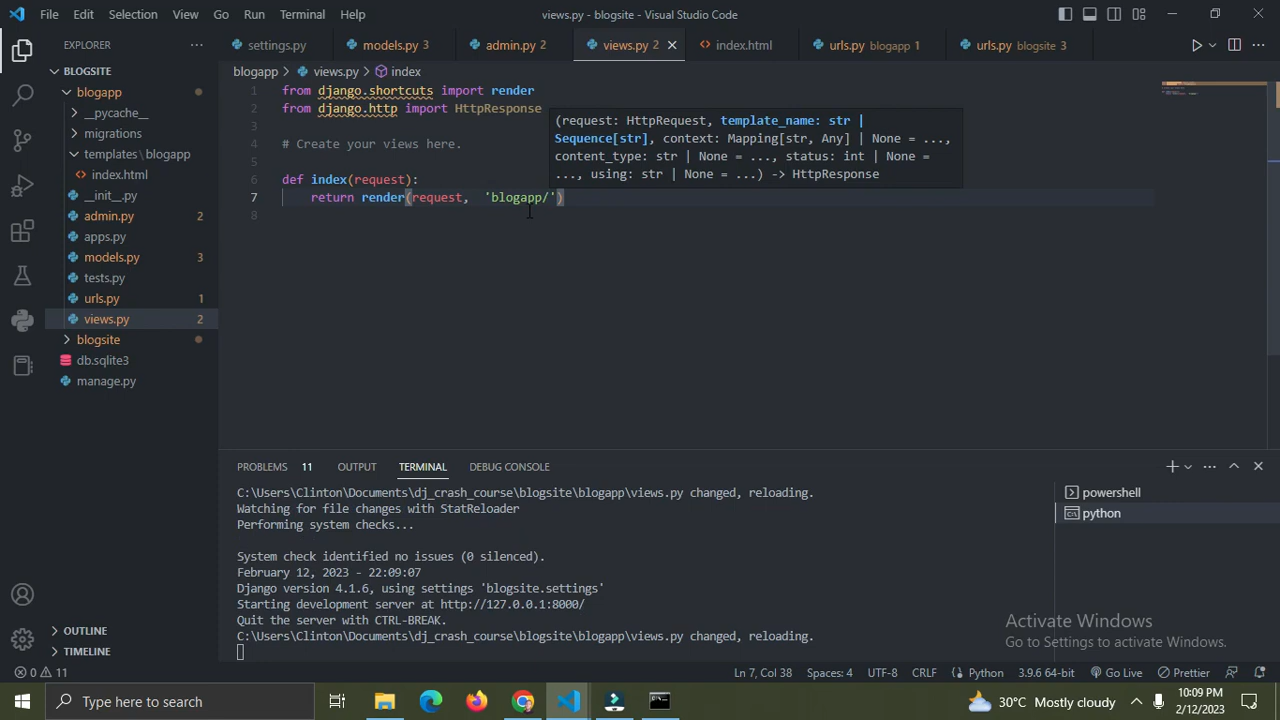 File Edit Selection View Go Run Terminal Help views.py - blogsite - Visual Studio Code
EXPLORER
settings.py models.py 3 admin.py 2 views.py 2 index.html urls.py blogapp 1 urls.py blogsite 3
BLOGSITE
blogapp
__pycache__
migrations
templates \ blogapp
index.html
__init__.py
admin.py 2
apps.py
models.py 3
tests.py
urls.py 1
views.py 2
blogsite
db.sqlite3
manage.py
OUTLINE
TIMELINE
blogapp > views.py > index
1 from django.shortcuts import render
2 from django.http import HttpResponse
3
4 # Create your views here.
5
6 def index(request):
7 return render(request, 'blogapp/')
8
(request: HttpRequest, template_name: str |
Sequence[str], context: Mapping[str, Any] | None = ...,
content_type: str | None = ..., status: int | None =
..., using: str | None = ...) -> HttpResponse
PROBLEMS 11 OUTPUT TERMINAL DEBUG CONSOLE
C:\Users\Clinton\Documents\dj_crash_course\blogsite\blogapp\views.py changed, reloading.
Watching for file changes with StatReloader
Performing system checks...
System check identified no issues (0 silenced).
February 12, 2023 - 22:09:07
Django version 4.1.6, using settings 'blogsite.settings'
Starting development server at http://127.0.0.1:8000/
Quit the server with CTRL-BREAK.
C:\Users\Clinton\Documents\dj_crash_course\blogsite\blogapp\views.py changed, reloading.
powershell
python
Activate Windows
Go to Settings to activate Windows.
0 11 Ln 7, Col 38 Spaces: 4 UTF-8 CRLF Python 3.9.6 64-bit Go Live Prettier
Type here to search 30°C Mostly cloudy
10:09 PM
2/12/2023